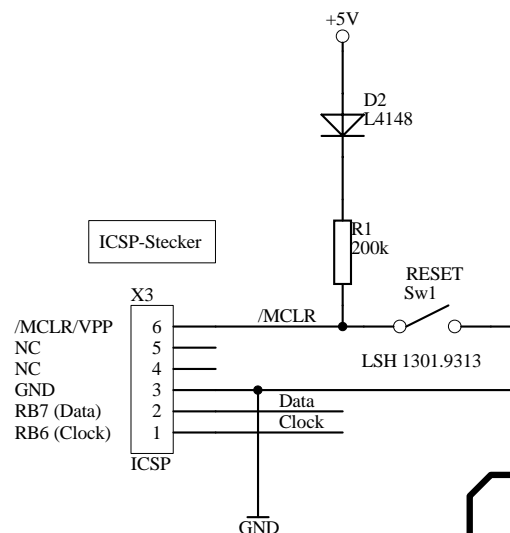 +5V
D2
L4148
R1
200k
ICSP-Stecker
RESET
Sw1
X3
/MCLR/VPP 6 /MCLR
NC 5
LSH 1301.9313
NC 4
GND 3
RB7 (Data) 2 Data
RB6 (Clock) 1 Clock
ICSP
GND